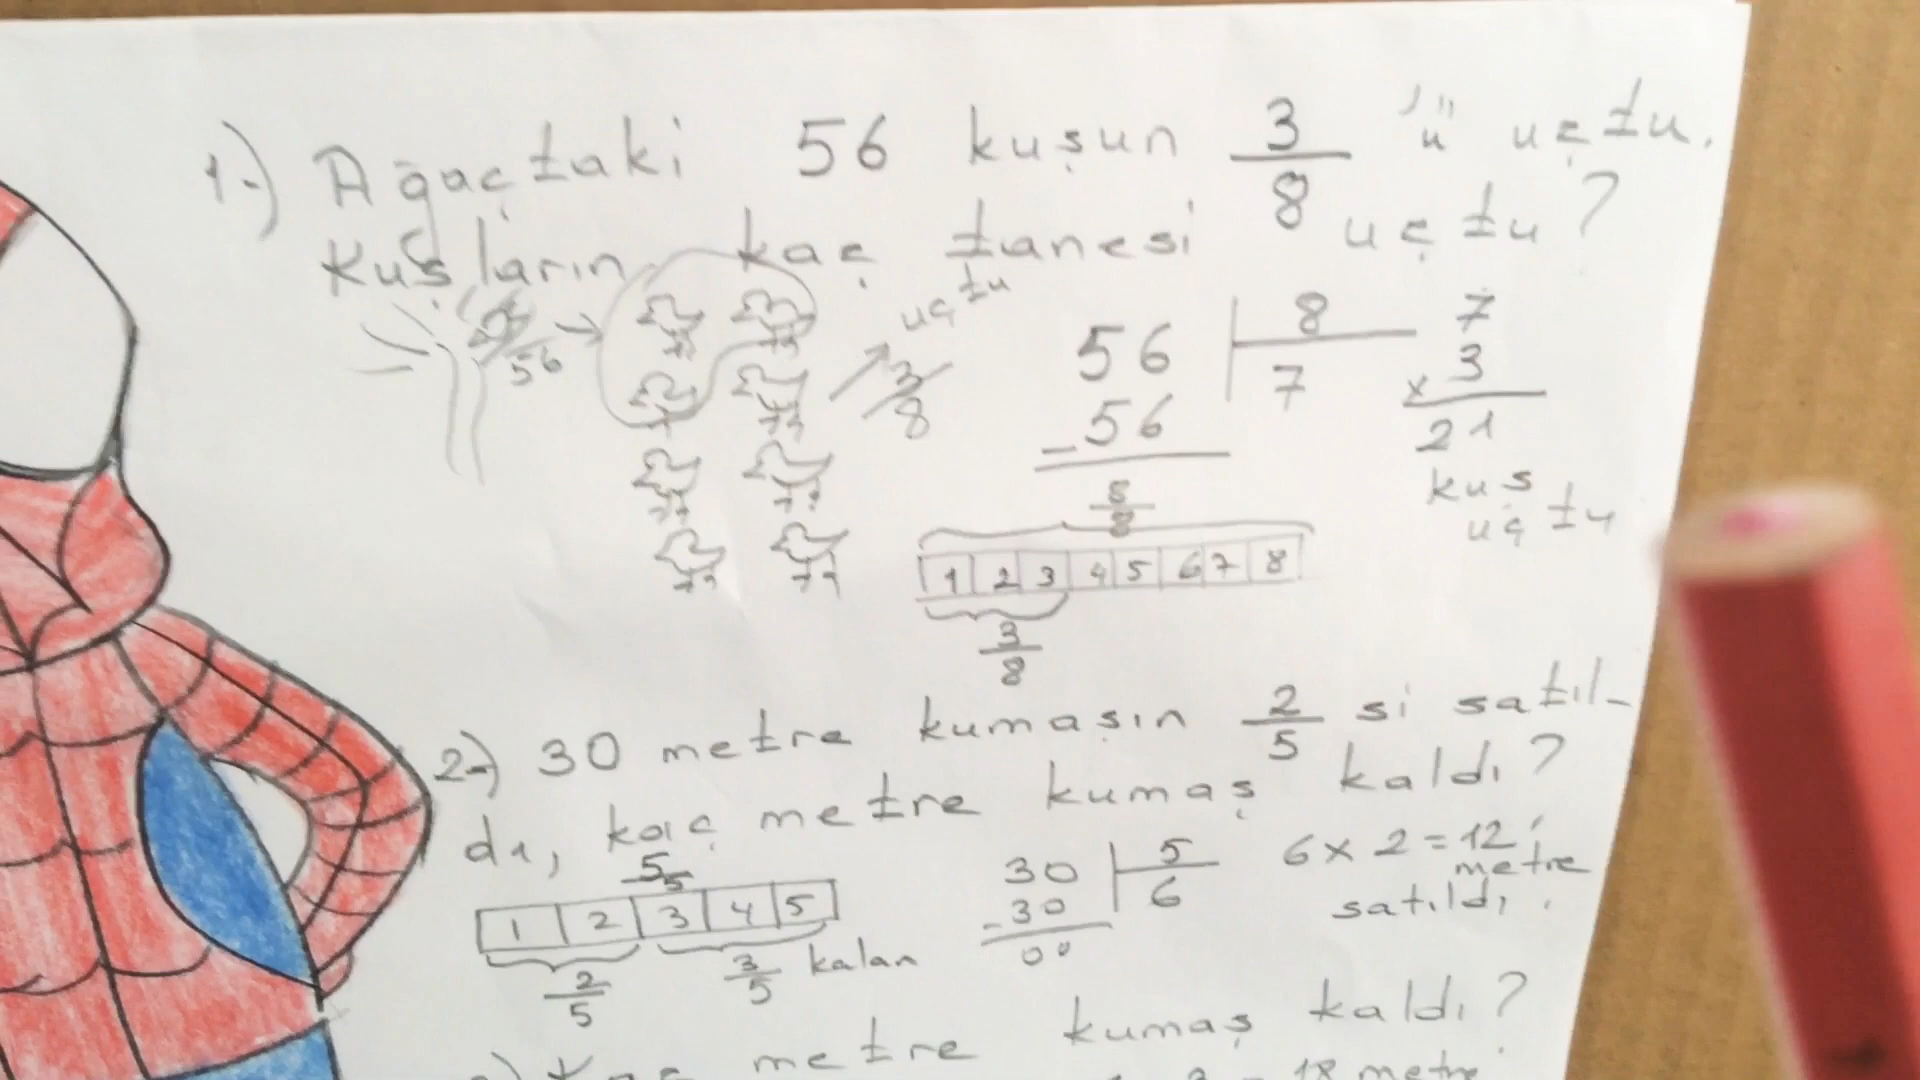 1-) Ağaçtaki 56 kuşun 3/8 'ü uçtu.
Kuşların kaç tanesi uçtu?
56
uçtu
3/8
56 | 8
7
- 56
7
x 3
21
kuş
uçtu
8/8
1 2 3 4 5 6 7 8
3/8
2-) 30 metre kumaşın 2/5 si satıl-
dı, kaç metre kumaş kaldı?
5/5
1 2 3 4 5
2/5
3/5 kalan
30 | 5
6
- 30
00
6 x 2 = 12
metre
satıldı.
metre kumaş kaldı?
3 = 18 metre